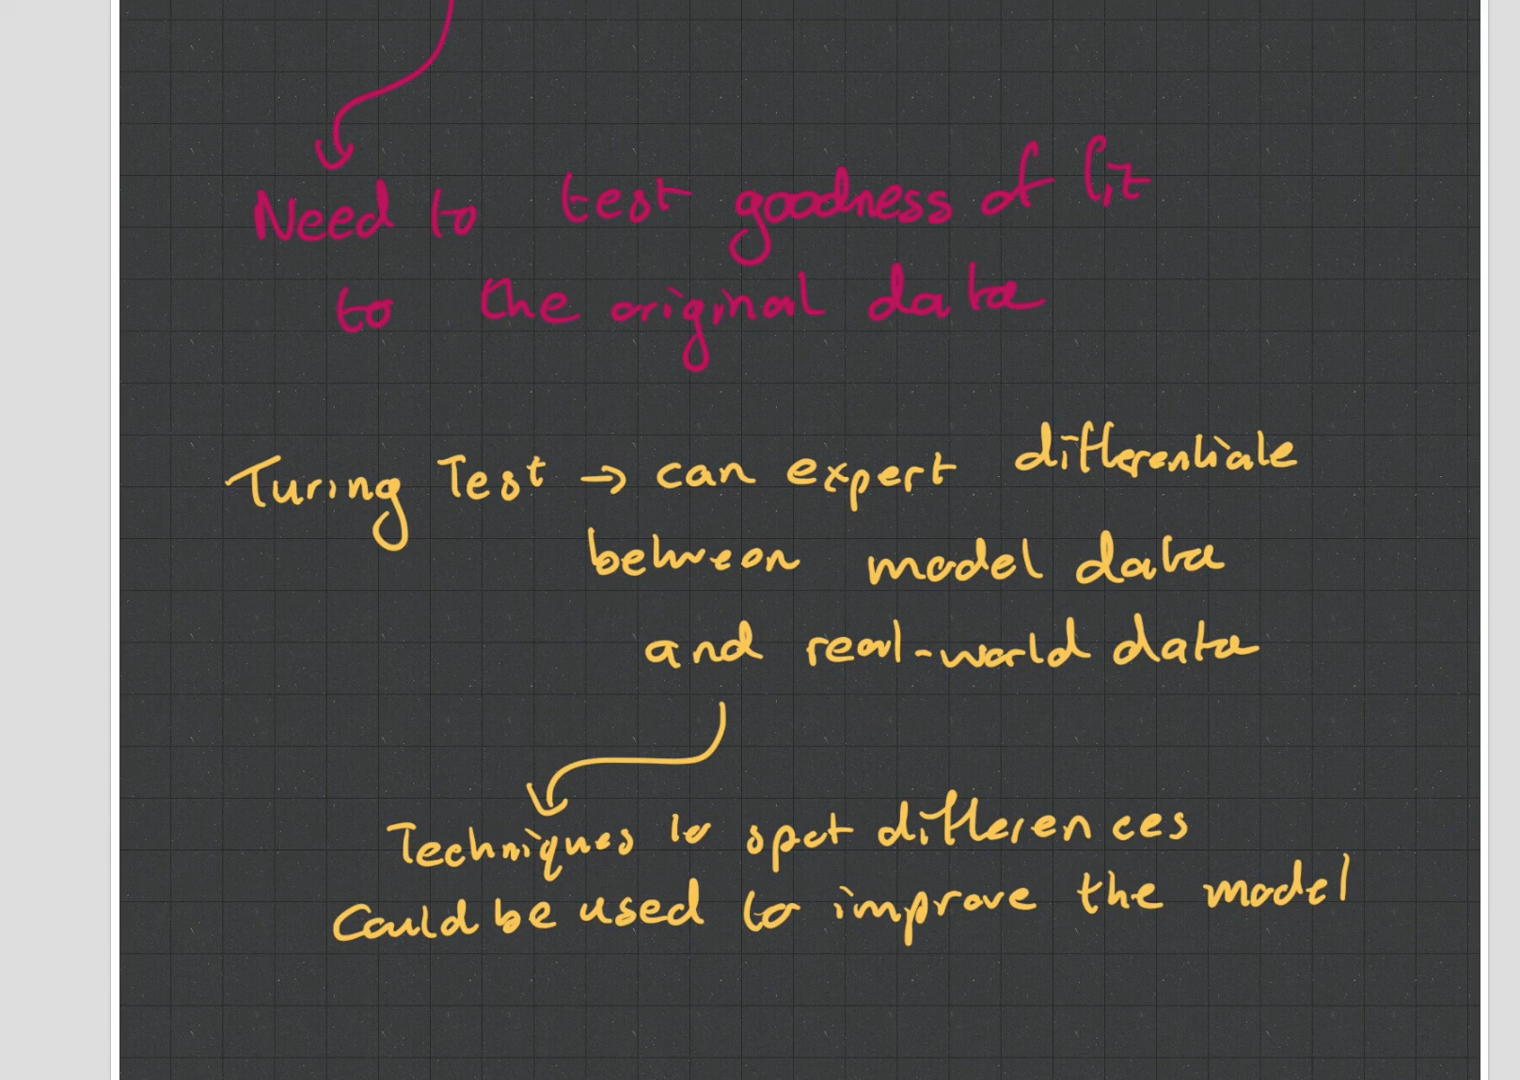 Need to test goodness of fit
to the original data
Turing Test → can expert differentiate
between model data
and real-world data
Techniques to spot differences
Could be used to improve the model